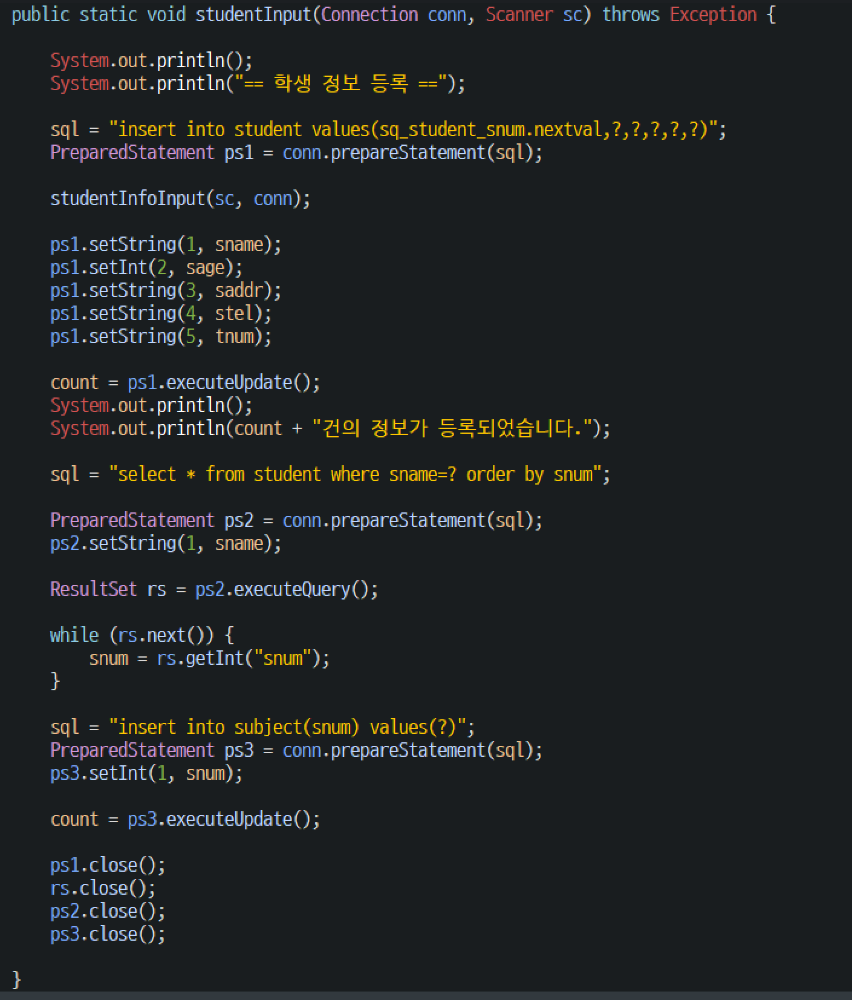 public static void studentInput(Connection conn, Scanner sc) throws Exception {
System.out.println();
System.out.println("== 학생 정보 등록 ==");
sql = "insert into student values(sq_student_snum.nextval,?,?,?,?,?)";
PreparedStatement ps1 = conn.prepareStatement(sql);
studentInfoInput(sc, conn);
ps1.setString(1, sname);
ps1.setInt(2, sage);
ps1.setString(3, saddr);
ps1.setString(4, stel);
ps1.setString(5, tnum);
count = ps1.executeUpdate();
System.out.println();
System.out.println(count + "건의 정보가 등록되었습니다.");
sql = "select * from student where sname=? order by snum";
PreparedStatement ps2 = conn.prepareStatement(sql);
ps2.setString(1, sname);
ResultSet rs = ps2.executeQuery();
while (rs.next()) {
snum = rs.getInt("snum");
}
sql = "insert into subject(snum) values(?)";
PreparedStatement ps3 = conn.prepareStatement(sql);
ps3.setInt(1, snum);
count = ps3.executeUpdate();
ps1.close();
rs.close();
ps2.close();
ps3.close();
}